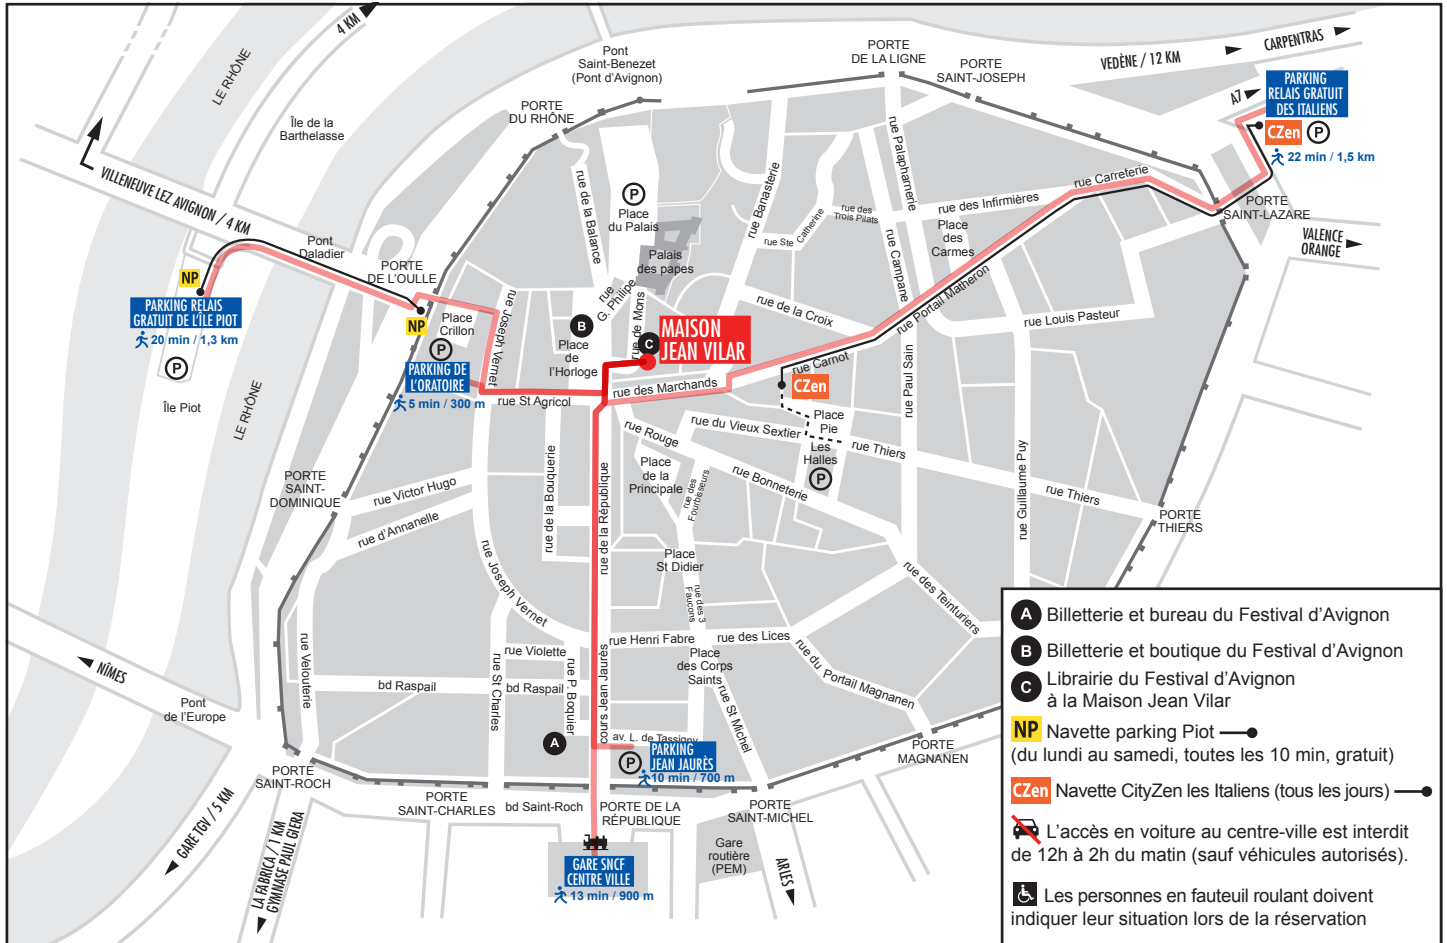 4 KM
LE RHÔNE
Île de la
Barthelasse
Pont
Saint-Benezet
(Pont d'Avignon)
PORTE
DU RHÔNE
PORTE
DE LA LIGNE
PORTE
SAINT-JOSEPH
VEDÈNE / 12 KM
CARPENTRAS
A7
PARKING
RELAIS GRATUIT
DES ITALIENS
CZen
P
22 min / 1,5 km
PORTE
SAINT-LAZARE
VALENCE
ORANGE
VILLENEUVE LEZ AVIGNON / 4 KM
Pont
Daladier
PORTE
DE L'OULLE
NP
PARKING RELAIS
GRATUIT DE L'ÎLE PIOT
20 min / 1,3 km
P
Île Piot
LE RHÔNE
NP
Place
Crillon
P
PARKING DE
L'ORATOIRE
5 min / 300 m
rue Joseph Vernet
rue St Agricol
rue de la Balance
P
Place
du Palais
Palais
des papes
rue
G. Philipe
rue de Mons
B
Place
de
l'Horloge
C
MAISON
JEAN VILAR
rue des Marchands
rue Banasterie
rue Ste Catherine
rue des
Trois Pilats
rue Palapharnerie
rue des Infirmières
rue Carreterie
Place
des
Carmes
rue Campane
rue de la Croix
rue Portail Matheron
rue Carnot
CZen
rue Louis Pasteur
rue Paul Sain
Place
Pie
Les
Halles
P
rue du Vieux Sextier
rue Thiers
rue Thiers
rue Guillaume Puy
PORTE
THIERS
rue Rouge
rue Bonneterie
Place
de la
Principale
rue des
Fourbisseurs
rue de la République
rue de la Bouquerie
PORTE
SAINT-
DOMINIQUE
rue Victor Hugo
rue d'Annanelle
rue Joseph Vernet
Place
St Didier
rue des 3
Faucons
rue des Teinturiers
rue Henri Fabre
rue des Lices
rue du Portail Magnanen
Place
des Corps
Saints
rue St Michel
rue Velouterie
rue Violette
rue St Charles
bd Raspail
bd Raspail
rue P. Boquier
cours Jean Jaurès
A
av. L. de Tassigny
PARKING
JEAN JAURÈS
P
10 min / 700 m
PORTE
MAGNANEN
NÎMES
Pont
de l'Europe
PORTE
SAINT-ROCH
PORTE
SAINT-CHARLES
bd Saint-Roch
PORTE DE LA
RÉPUBLIQUE
PORTE
SAINT-MICHEL
GARE TGV / 5 KM
LA FABRICA / 1 KM
GYMNASE PAUL GIERA
GARE SNCF
CENTRE VILLE
13 min / 900 m
Gare
routière
(PEM)
ARLES
A Billetterie et bureau du Festival d'Avignon
B Billetterie et boutique du Festival d'Avignon
C Librairie du Festival d'Avignon
à la Maison Jean Vilar
NP Navette parking Piot
(du lundi au samedi, toutes les 10 min, gratuit)
CZen Navette CityZen les Italiens (tous les jours)
L'accès en voiture au centre-ville est interdit
de 12h à 2h du matin (sauf véhicules autorisés).
Les personnes en fauteuil roulant doivent
indiquer leur situation lors de la réservation